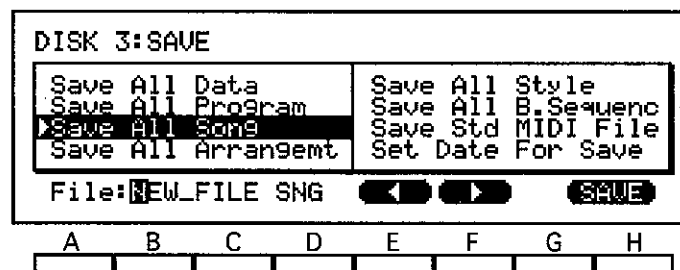 DISK 3:SAVE
Save All Data
Save All Program
Save All Song
Save All Arrangemt
Save All Style
Save All B.Sequenc
Save Std MIDI File
Set Date For Save
File:NEW_FILE SNG
SAVE
A B C D E F G H